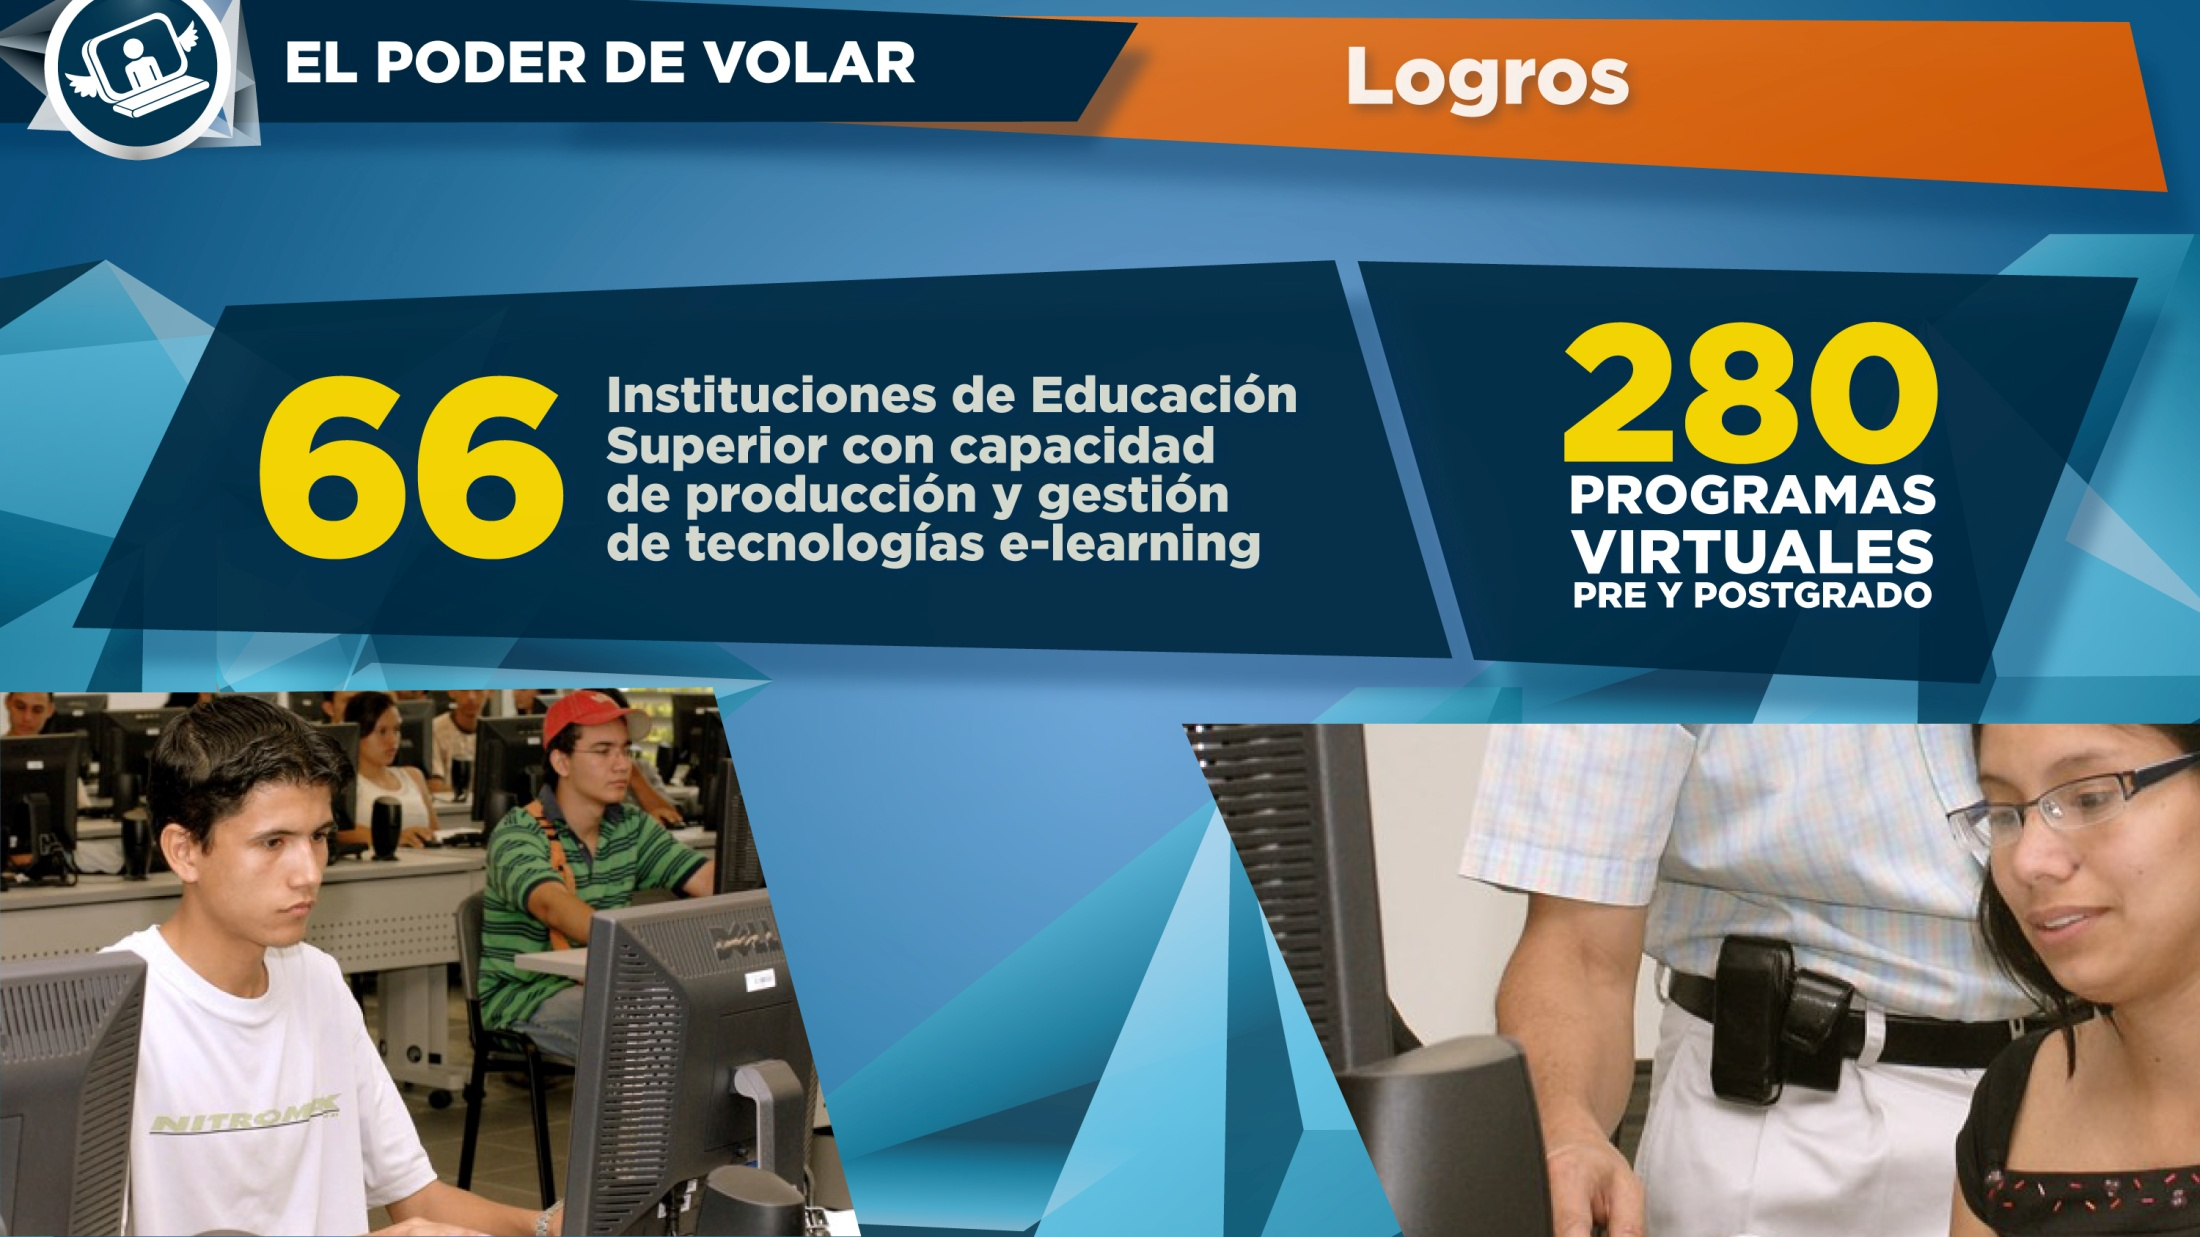 EL PODER DE VOLAR
Logros
66
Instituciones de Educación
Superior con capacidad
de producción y gestión
de tecnologías e-learning
280
PROGRAMAS
VIRTUALES
PRE Y POSTGRADO